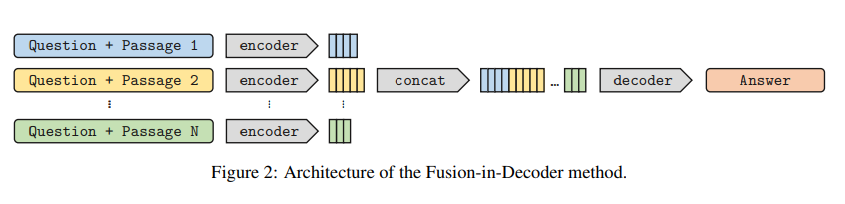 Question + Passage 1 encoder
Question + Passage 2 encoder concat ... decoder Answer
Question + Passage N encoder
Figure 2: Architecture of the Fusion-in-Decoder method.